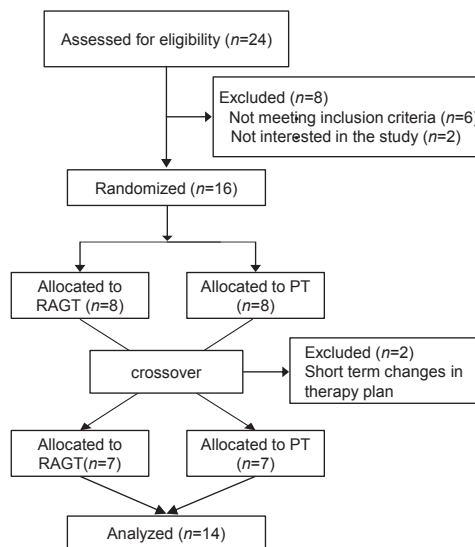 Assessed for eligibility (n=24)
Excluded (n=8)
Not meeting inclusion criteria (n=6)
Not interested in the study (n=2)
Randomized (n=16)
Allocated to
RAGT (n=8)
Allocated to PT
(n=8)
crossover
Excluded (n=2)
Short term changes in
therapy plan
Allocated to
RAGT(n=7)
Allocated to PT
(n=7)
Analyzed (n=14)